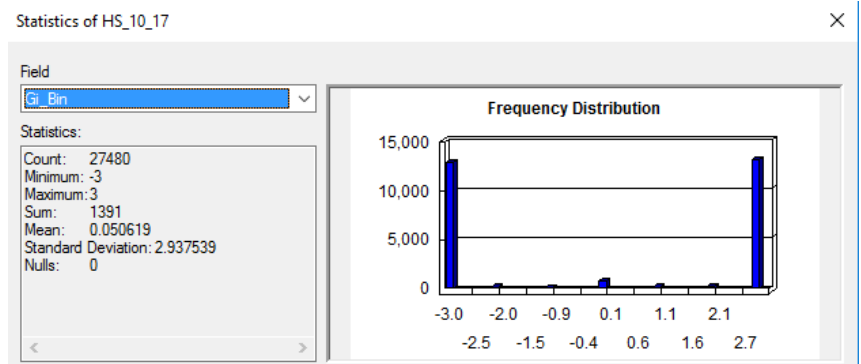 Statistics of HS_10_17
Field
Gi_Bin
Statistics:
Count: 27480
Minimum: -3
Maximum: 3
Sum: 1391
Mean: 0.050619
Standard Deviation: 2.937539
Nulls: 0
Frequency Distribution
15,000
10,000
5,000
0
-3.0 -2.0 -0.9 0.1 1.1 2.1
-2.5 -1.5 -0.4 0.6 1.6 2.7